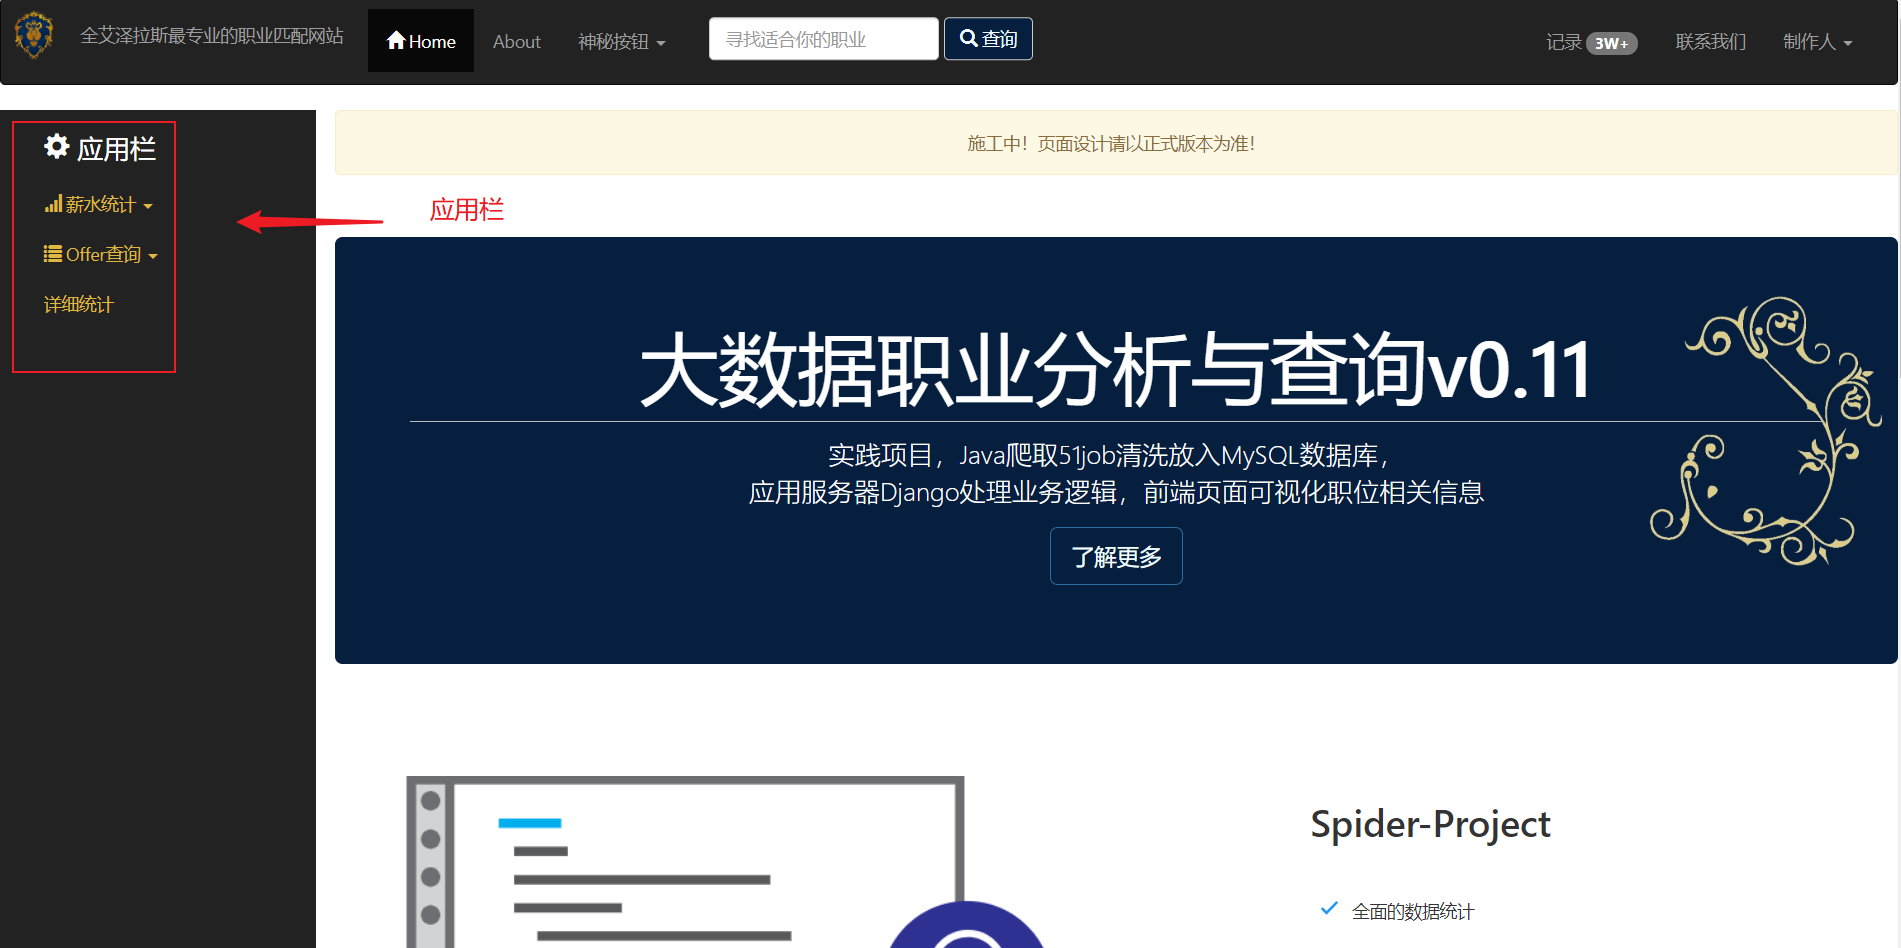 全艾泽拉斯最专业的职业匹配网站
Home
About
神秘按钮
寻找适合你的职业
查询
记录 3W+
联系我们
制作人
应用栏
薪水统计
Offer查询
详细统计
施工中！页面设计请以正式版本为准！
应用栏
大数据职业分析与查询v0.11
实践项目，Java爬取51job清洗放入MySQL数据库，
应用服务器Django处理业务逻辑，前端页面可视化职位相关信息
了解更多
Spider-Project
全面的数据统计